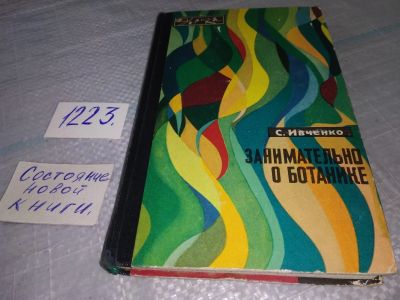 1223.
Состояние
новой
книги.
С. Ивченко
ЗАНИМАТЕЛЬНО
О БОТАНИКЕ